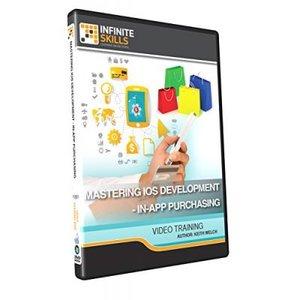 INFINITE
SKILLS
MASTERING IOS DEVELOPMENT
- IN-APP PURCHASING
VIDEO TRAINING
AUTHOR: KEITH WELCH